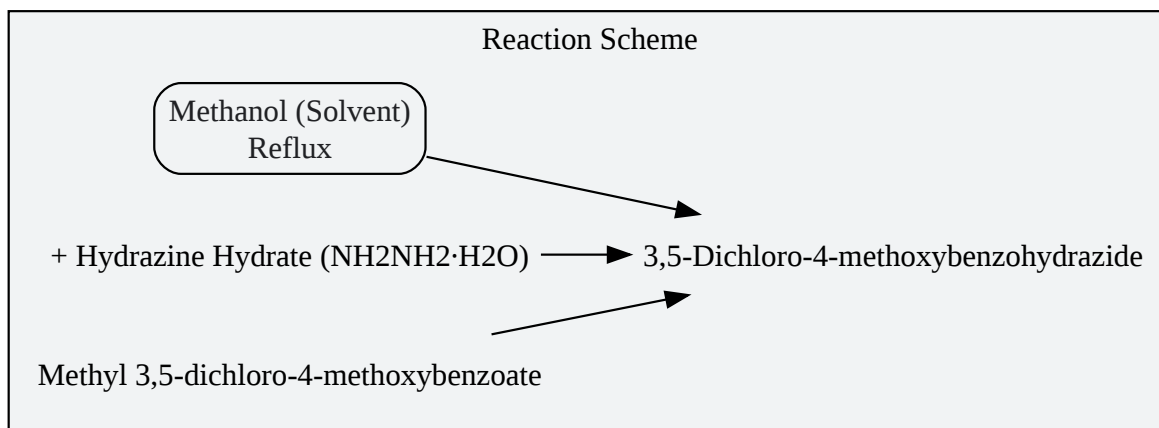 Reaction Scheme
Methanol (Solvent)
Reflux
+ Hydrazine Hydrate (NH2NH2·H2O)
3,5-Dichloro-4-methoxybenzohydrazide
Methyl 3,5-dichloro-4-methoxybenzoate